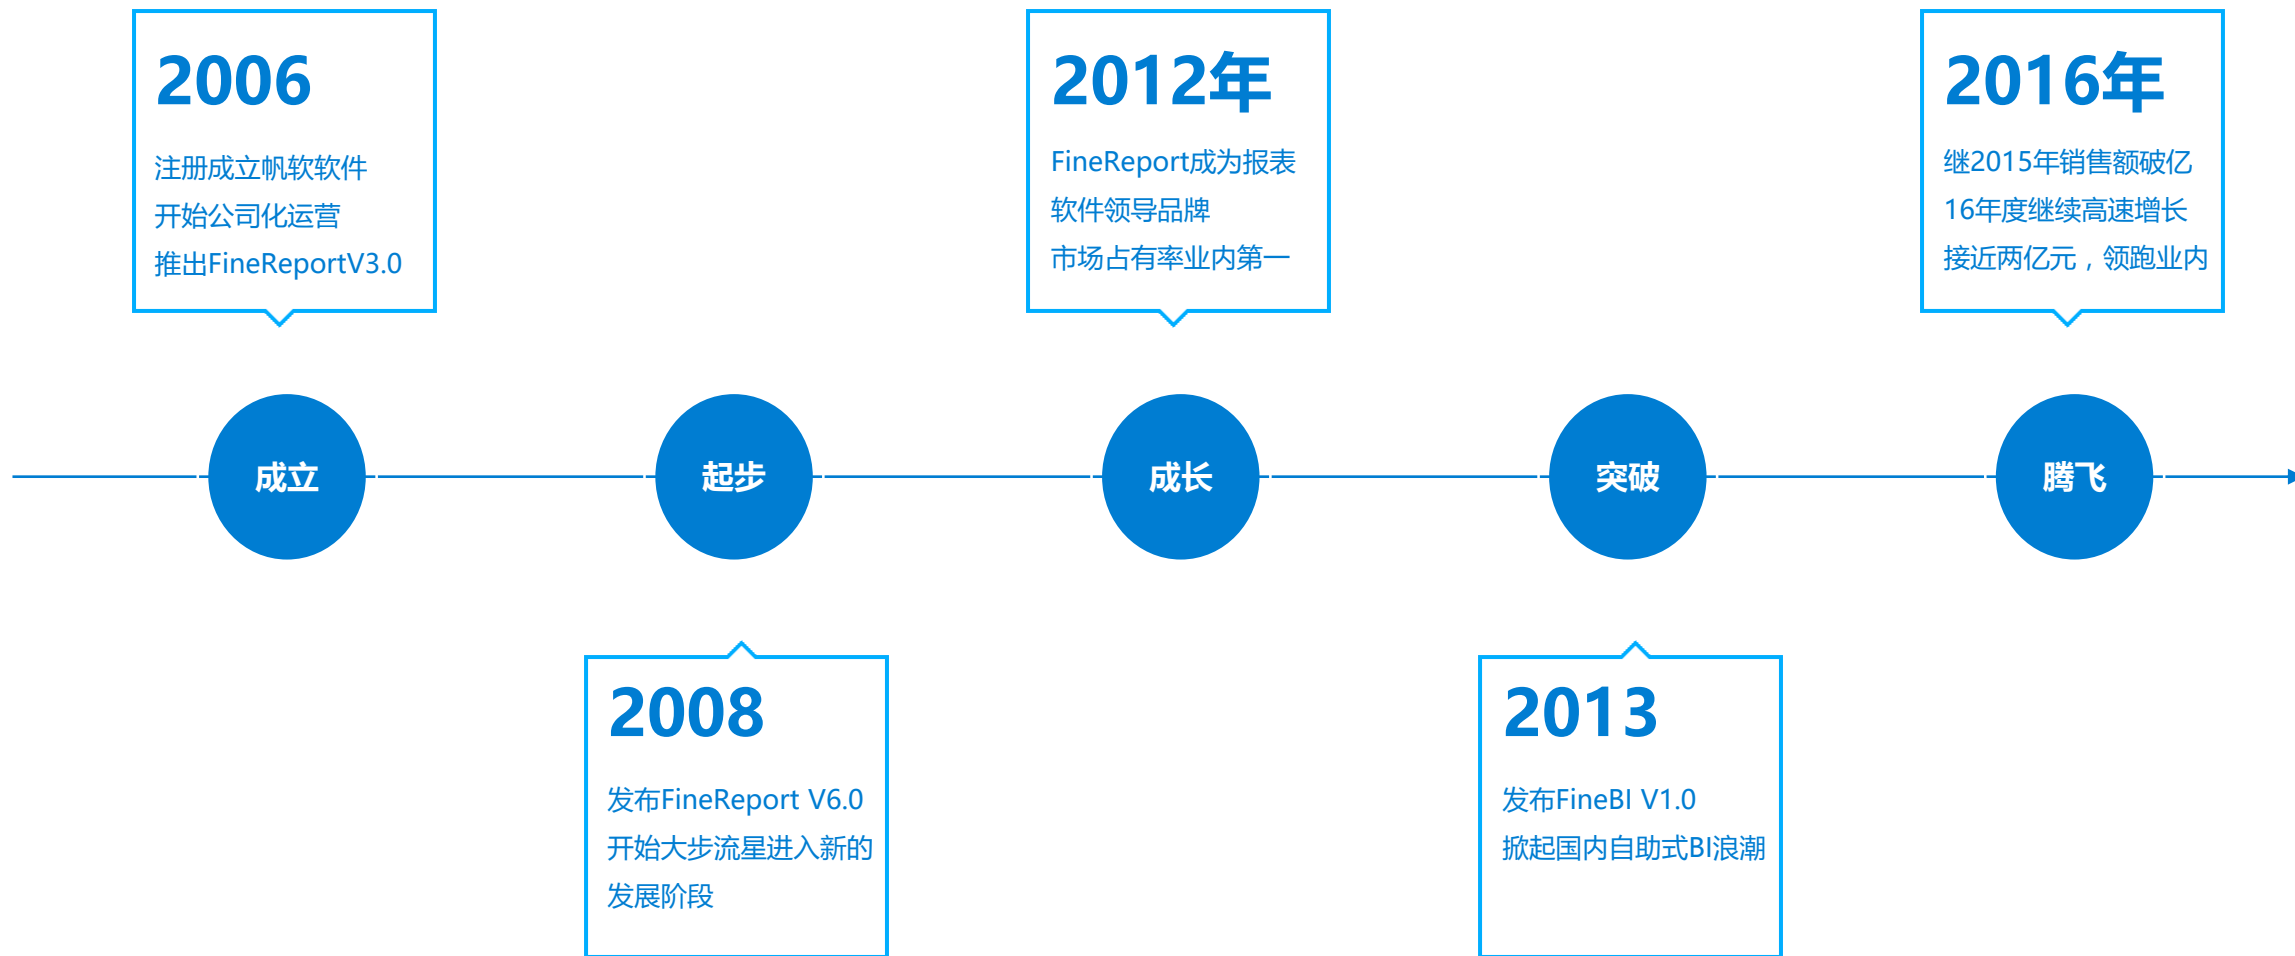 2006
注册成立帆软软件
开始公司化运营
推出FineReportV3.0
2012年
FineReport成为报表
软件领导品牌
市场占有率业内第一
2016年
继2015年销售额破亿
16年度继续高速增长
接近两亿元，领跑业内
成立
起步
成长
突破
腾飞
2008
发布FineReport V6.0
开始大步流星进入新的
发展阶段
2013
发布FineBI V1.0
掀起国内自助式BI浪潮